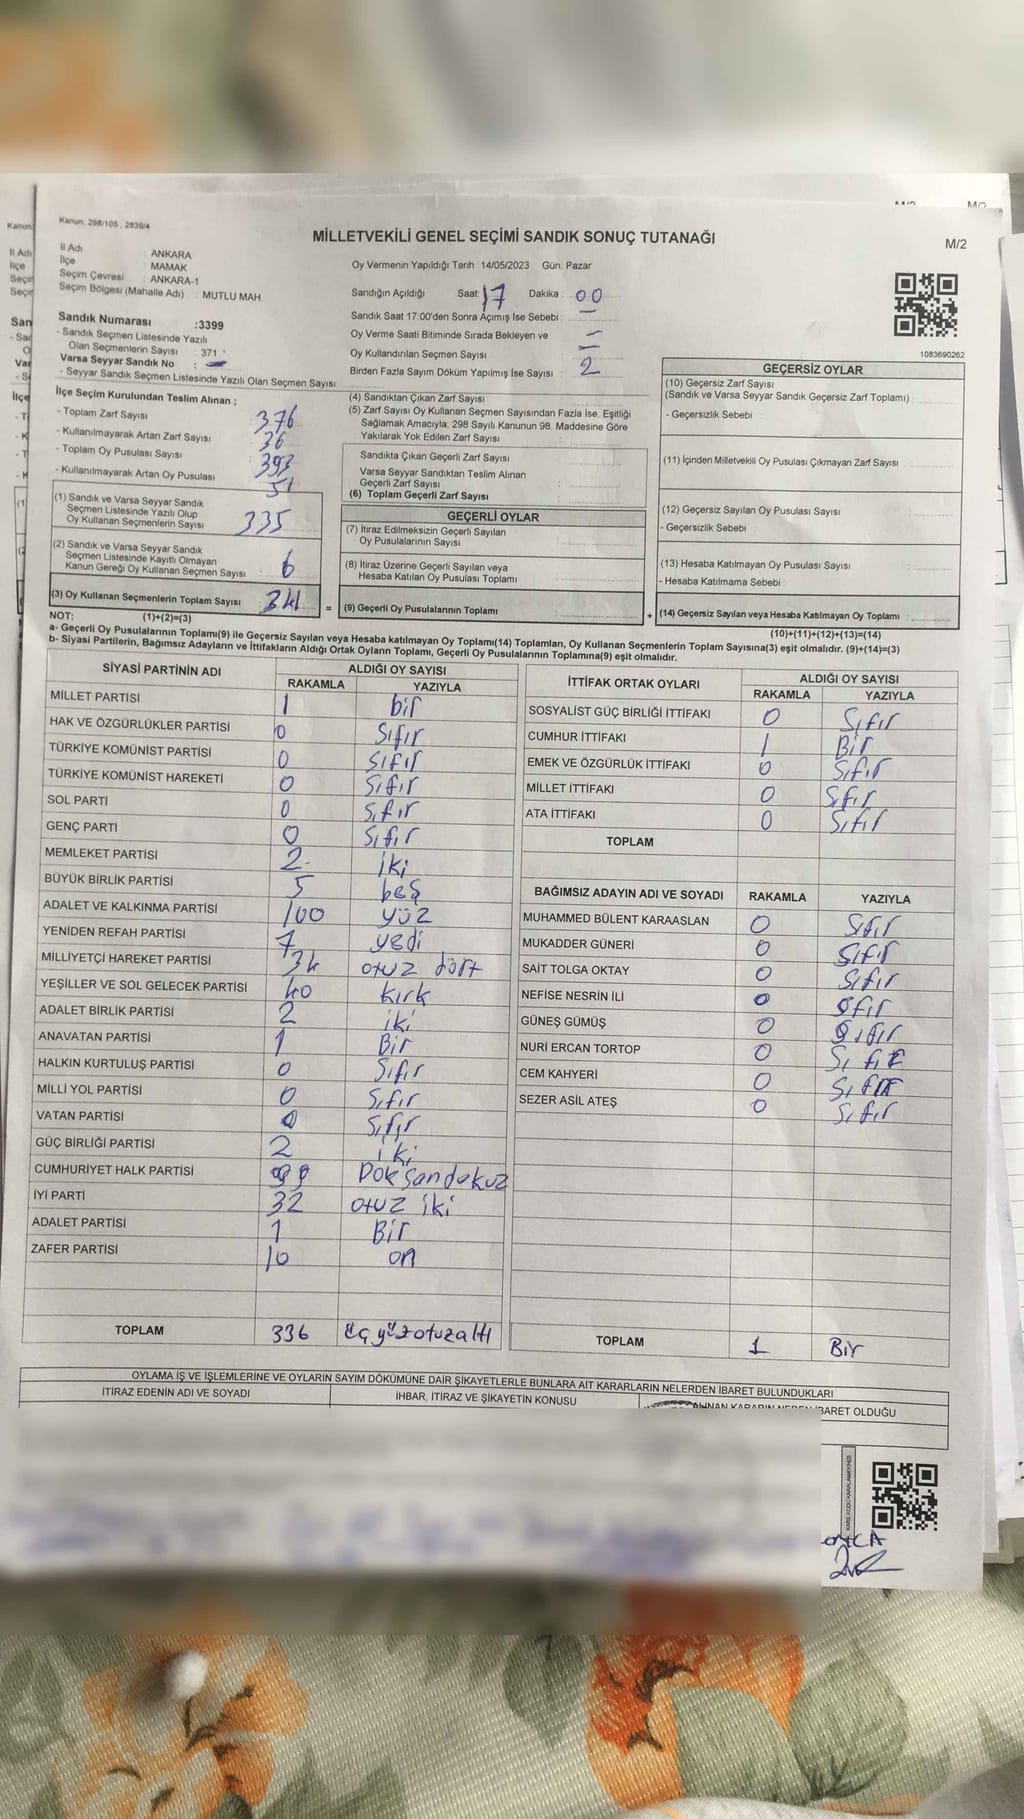 Kanun: 298/105 , 2839/4
MİLLETVEKİLİ GENEL SEÇİMİ SANDIK SONUÇ TUTANAĞI
M/2
İl Adı : ANKARA
İlçe : MAMAK
Seçim Çevresi : ANKARA-1
Seçim Bölgesi (Mahalle Adı) : MUTLU MAH.
Oy Vermenin Yapıldığı Tarih 14/05/2023 Gün: Pazar
Sandığın Açıldığı Saat: 17 Dakika : 00
Sandık Saat 17:00'den Sonra Açımış İse Sebebi : —
Oy Verme Saati Bitiminde Sırada Bekleyen ve
Oy Kullandırılan Seçmen Sayısı
Birden Fazla Sayım Döküm Yapılmış İse Sayısı : 2
1083690262
Sandık Numarası :3399
- Sandık Seçmen Listesinde Yazılı
Olan Seçmenlerin Sayısı : 371
Varsa Seyyar Sandık No : —
- Seyyar Sandık Seçmen Listesinde Yazılı Olan Seçmen Sayısı
İlçe Seçim Kurulundan Teslim Alınan ;
- Toplam Zarf Sayısı 376
- Kullanılmayarak Artan Zarf Sayısı 36
- Toplam Oy Pusulası Sayısı 393
- Kullanılmayarak Artan Oy Pusulası 51
(1) Sandık ve Varsa Seyyar Sandık
Seçmen Listesinde Yazılı Olup
Oy Kullanan Seçmenlerin Sayısı 335
(2) Sandık ve Varsa Seyyar Sandık
Seçmen Listesinde Kayıtlı Olmayan
Kanun Gereği Oy Kullanan Seçmen Sayısı 6
(3) Oy Kullanan Seçmenlerin Toplam Sayısı 341
(4) Sandıktan Çıkan Zarf Sayısı
(5) Zarf Sayısı Oy Kullanan Seçmen Sayısından Fazla İse, Eşitliği
Sağlamak Amacıyla, 298 Sayılı Kanunun 98. Maddesine Göre
Yakılarak Yok Edilen Zarf Sayısı
Sandıkta Çıkan Geçerli Zarf Sayısı
Varsa Seyyar Sandıktan Teslim Alınan
Geçerli Zarf Sayısı
(6) Toplam Geçerli Zarf Sayısı
GEÇERLİ OYLAR
(7) İtiraz Edilmeksizin Geçerli Sayılan
Oy Pusulalarının Sayısı
(8) İtiraz Üzerine Geçerli Sayılan veya
Hesaba Katılan Oy Pusulası Toplamı
= (9) Geçerli Oy Pusulalarının Toplamı
GEÇERSİZ OYLAR
(10) Geçersiz Zarf Sayısı
(Sandık ve Varsa Seyyar Sandık Geçersiz Zarf Toplamı)
- Geçersizlik Sebebi :
(11) İçinden Milletvekili Oy Pusulası Çıkmayan Zarf Sayısı
(12) Geçersiz Sayılan Oy Pusulası Sayısı
- Geçersizlik Sebebi
(13) Hesaba Katılmayan Oy Pusulası Sayısı
- Hesaba Katılmama Sebebi
+ (14) Geçersiz Sayılan veya Hesaba Katılmayan Oy Toplamı
NOT: (1)+(2)=(3)
(10)+(11)+(12)+(13)=(14)
a- Geçerli Oy Pusulalarının Toplamı(9) ile Geçersiz Sayılan veya Hesaba katılmayan Oy Toplamı(14) Toplamları, Oy Kullanan Seçmenlerin Toplam Sayısına(3) eşit olmalıdır. (9)+(14)=(3)
b- Siyasi Partilerin, Bağımsız Adayların ve İttifakların Aldığı Ortak Oyların Toplamı, Geçerli Oy Pusulalarının Toplamına(9) eşit olmalıdır.
SİYASİ PARTİNİN ADI ALDIĞI OY SAYISI
RAKAMLA YAZIYLA
MİLLET PARTİSİ 1 bir
HAK VE ÖZGÜRLÜKLER PARTİSİ 0 Sıfır
TÜRKİYE KOMÜNİST PARTİSİ 0 Sıfır
TÜRKİYE KOMÜNİST HAREKETİ 0 Sıfır
SOL PARTİ 0 Sıfır
GENÇ PARTİ 0 Sıfır
MEMLEKET PARTİSİ 2 iki
BÜYÜK BİRLİK PARTİSİ 5 beş
ADALET VE KALKINMA PARTİSİ 100 yüz
YENİDEN REFAH PARTİSİ 7 yedi
MİLLİYETÇİ HAREKET PARTİSİ 34 otuz dört
YEŞİLLER VE SOL GELECEK PARTİSİ 40 kırk
ADALET BİRLİK PARTİSİ 2 iki
ANAVATAN PARTİSİ 1 Bir
HALKIN KURTULUŞ PARTİSİ 0 Sıfır
MİLLİ YOL PARTİSİ 0 Sıfır
VATAN PARTİSİ 0 Sıfır
GÜÇ BİRLİĞİ PARTİSİ 2 iki
CUMHURİYET HALK PARTİSİ 99 Doksandokuz
İYİ PARTİ 32 otuz iki
ADALET PARTİSİ 1 Bir
ZAFER PARTİSİ 10 on
TOPLAM 336 üçyüzotuzaltı
İTTİFAK ORTAK OYLARI ALDIĞI OY SAYISI
RAKAMLA YAZIYLA
SOSYALİST GÜÇ BİRLİĞİ İTTİFAKI 0 Sıfır
CUMHUR İTTİFAKI 1 Bir
EMEK VE ÖZGÜRLÜK İTTİFAKI 0 Sıfır
MİLLET İTTİFAKI 0 Sıfır
ATA İTTİFAKI 0 Sıfır
TOPLAM
BAĞIMSIZ ADAYIN ADI VE SOYADI RAKAMLA YAZIYLA
MUHAMMED BÜLENT KARAASLAN 0 Sıfır
MUKADDER GÜNERİ 0 Sıfır
SAİT TOLGA OKTAY 0 Sıfır
NEFİSE NESRİN İLİ 0 Sıfır
GÜNEŞ GÜMÜŞ 0 Sıfır
NURİ ERCAN TORTOP 0 Sıfır
CEM KAHYERİ 0 Sıfır
SEZER ASİL ATEŞ 0 Sıfır
TOPLAM 1 Bir
OYLAMA İŞ VE İŞLEMLERİNE VE OYLARIN SAYIM DÖKÜMÜNE DAİR ŞİKAYETLERLE BUNLARA AİT KARARLARIN NELERDEN İBARET BULUNDUKLARI
İTİRAZ EDENİN ADI VE SOYADI İHBAR, İTİRAZ VE ŞİKAYETİN KONUSU İBARET OLDUĞU